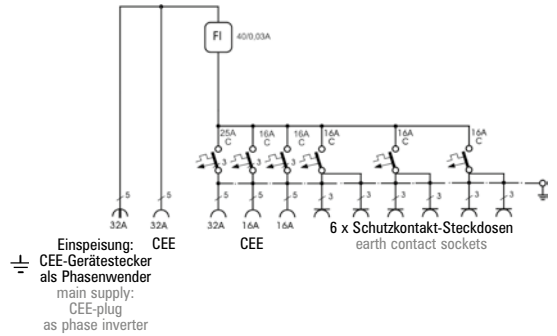 FI 40/0,03A
25A 16A 16A 16A 16A 16A
C C C C C C
3 3 3
5 5 5 5 5 3 3 3 3 3 3
32A 32A 32A 16A 16A
Einspeisung: CEE CEE 6 x Schutzkontakt-Steckdosen
CEE-Gerätestecker earth contact sockets
als Phasenwender
main supply:
CEE-plug
as phase inverter